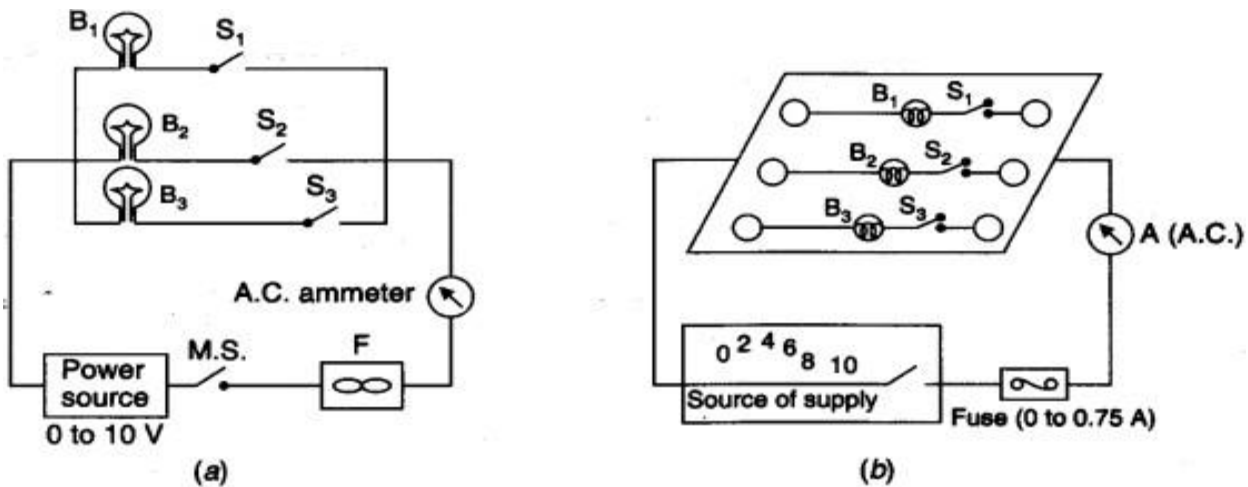 B₁
S₁
B₂
S₂
B₃
S₃
A.C. ammeter
M.S.
F
Power
source
0 to 10 V
(a)
B₁
S₁
B₂
S₂
B₃
S₃
A (A.C.)
0 2 4 6 8 10
Source of supply
Fuse (0 to 0.75 A)
(b)